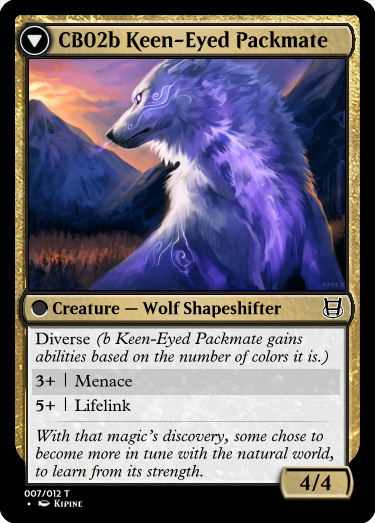 CB02b Keen-Eyed Packmate
Creature — Wolf Shapeshifter
Diverse (b Keen-Eyed Packmate gains
abilities based on the number of colors it is.)
3+ | Menace
5+ | Lifelink
With that magic's discovery, some chose to
become more in tune with the natural world,
to learn from its strength.
4/4
007/012 T
• Kipine